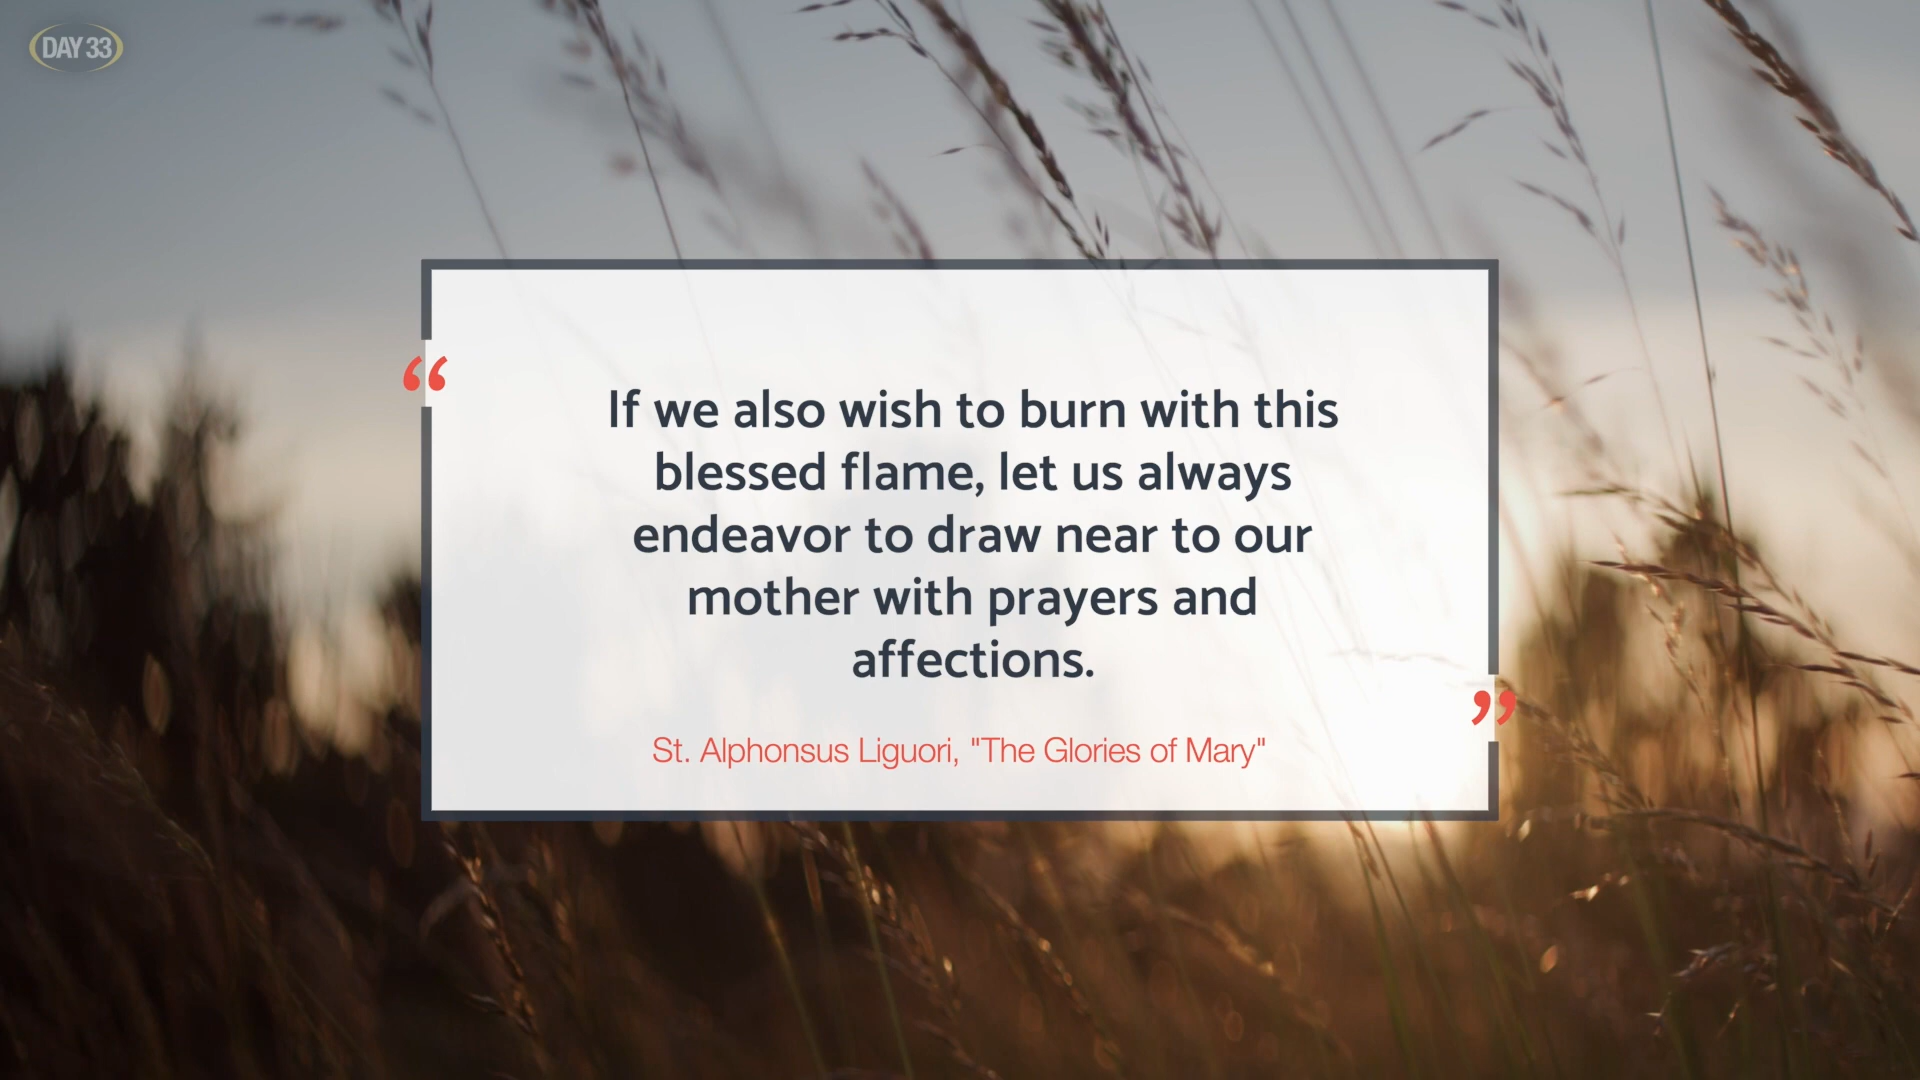 DAY 33
“
If we also wish to burn with this
blessed flame, let us always
endeavor to draw near to our
mother with prayers and
affections.
”
St. Alphonsus Liguori, "The Glories of Mary"